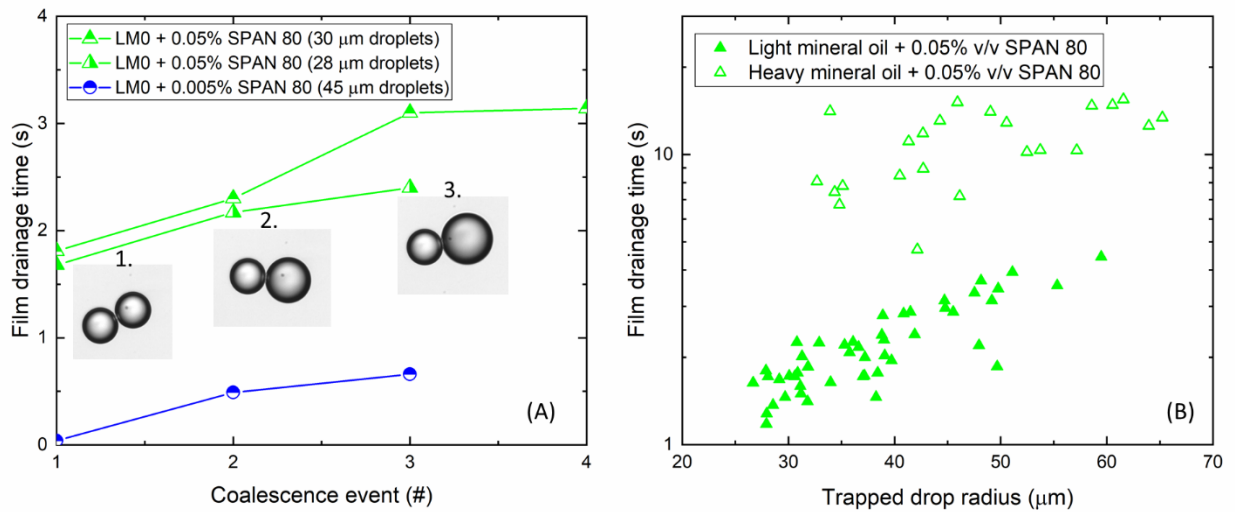 4
3
2
1
0
Film drainage time (s)
LM0 + 0.05% SPAN 80 (30 μm droplets)
LM0 + 0.05% SPAN 80 (28 μm droplets)
LM0 + 0.005% SPAN 80 (45 μm droplets)
1.
2.
3.
(A)
1 2 3 4
Coalescence event (#)
10
1
Film drainage time (s)
Light mineral oil + 0.05% v/v SPAN 80
Heavy mineral oil + 0.05% v/v SPAN 80
(B)
20 30 40 50 60 70
Trapped drop radius (μm)